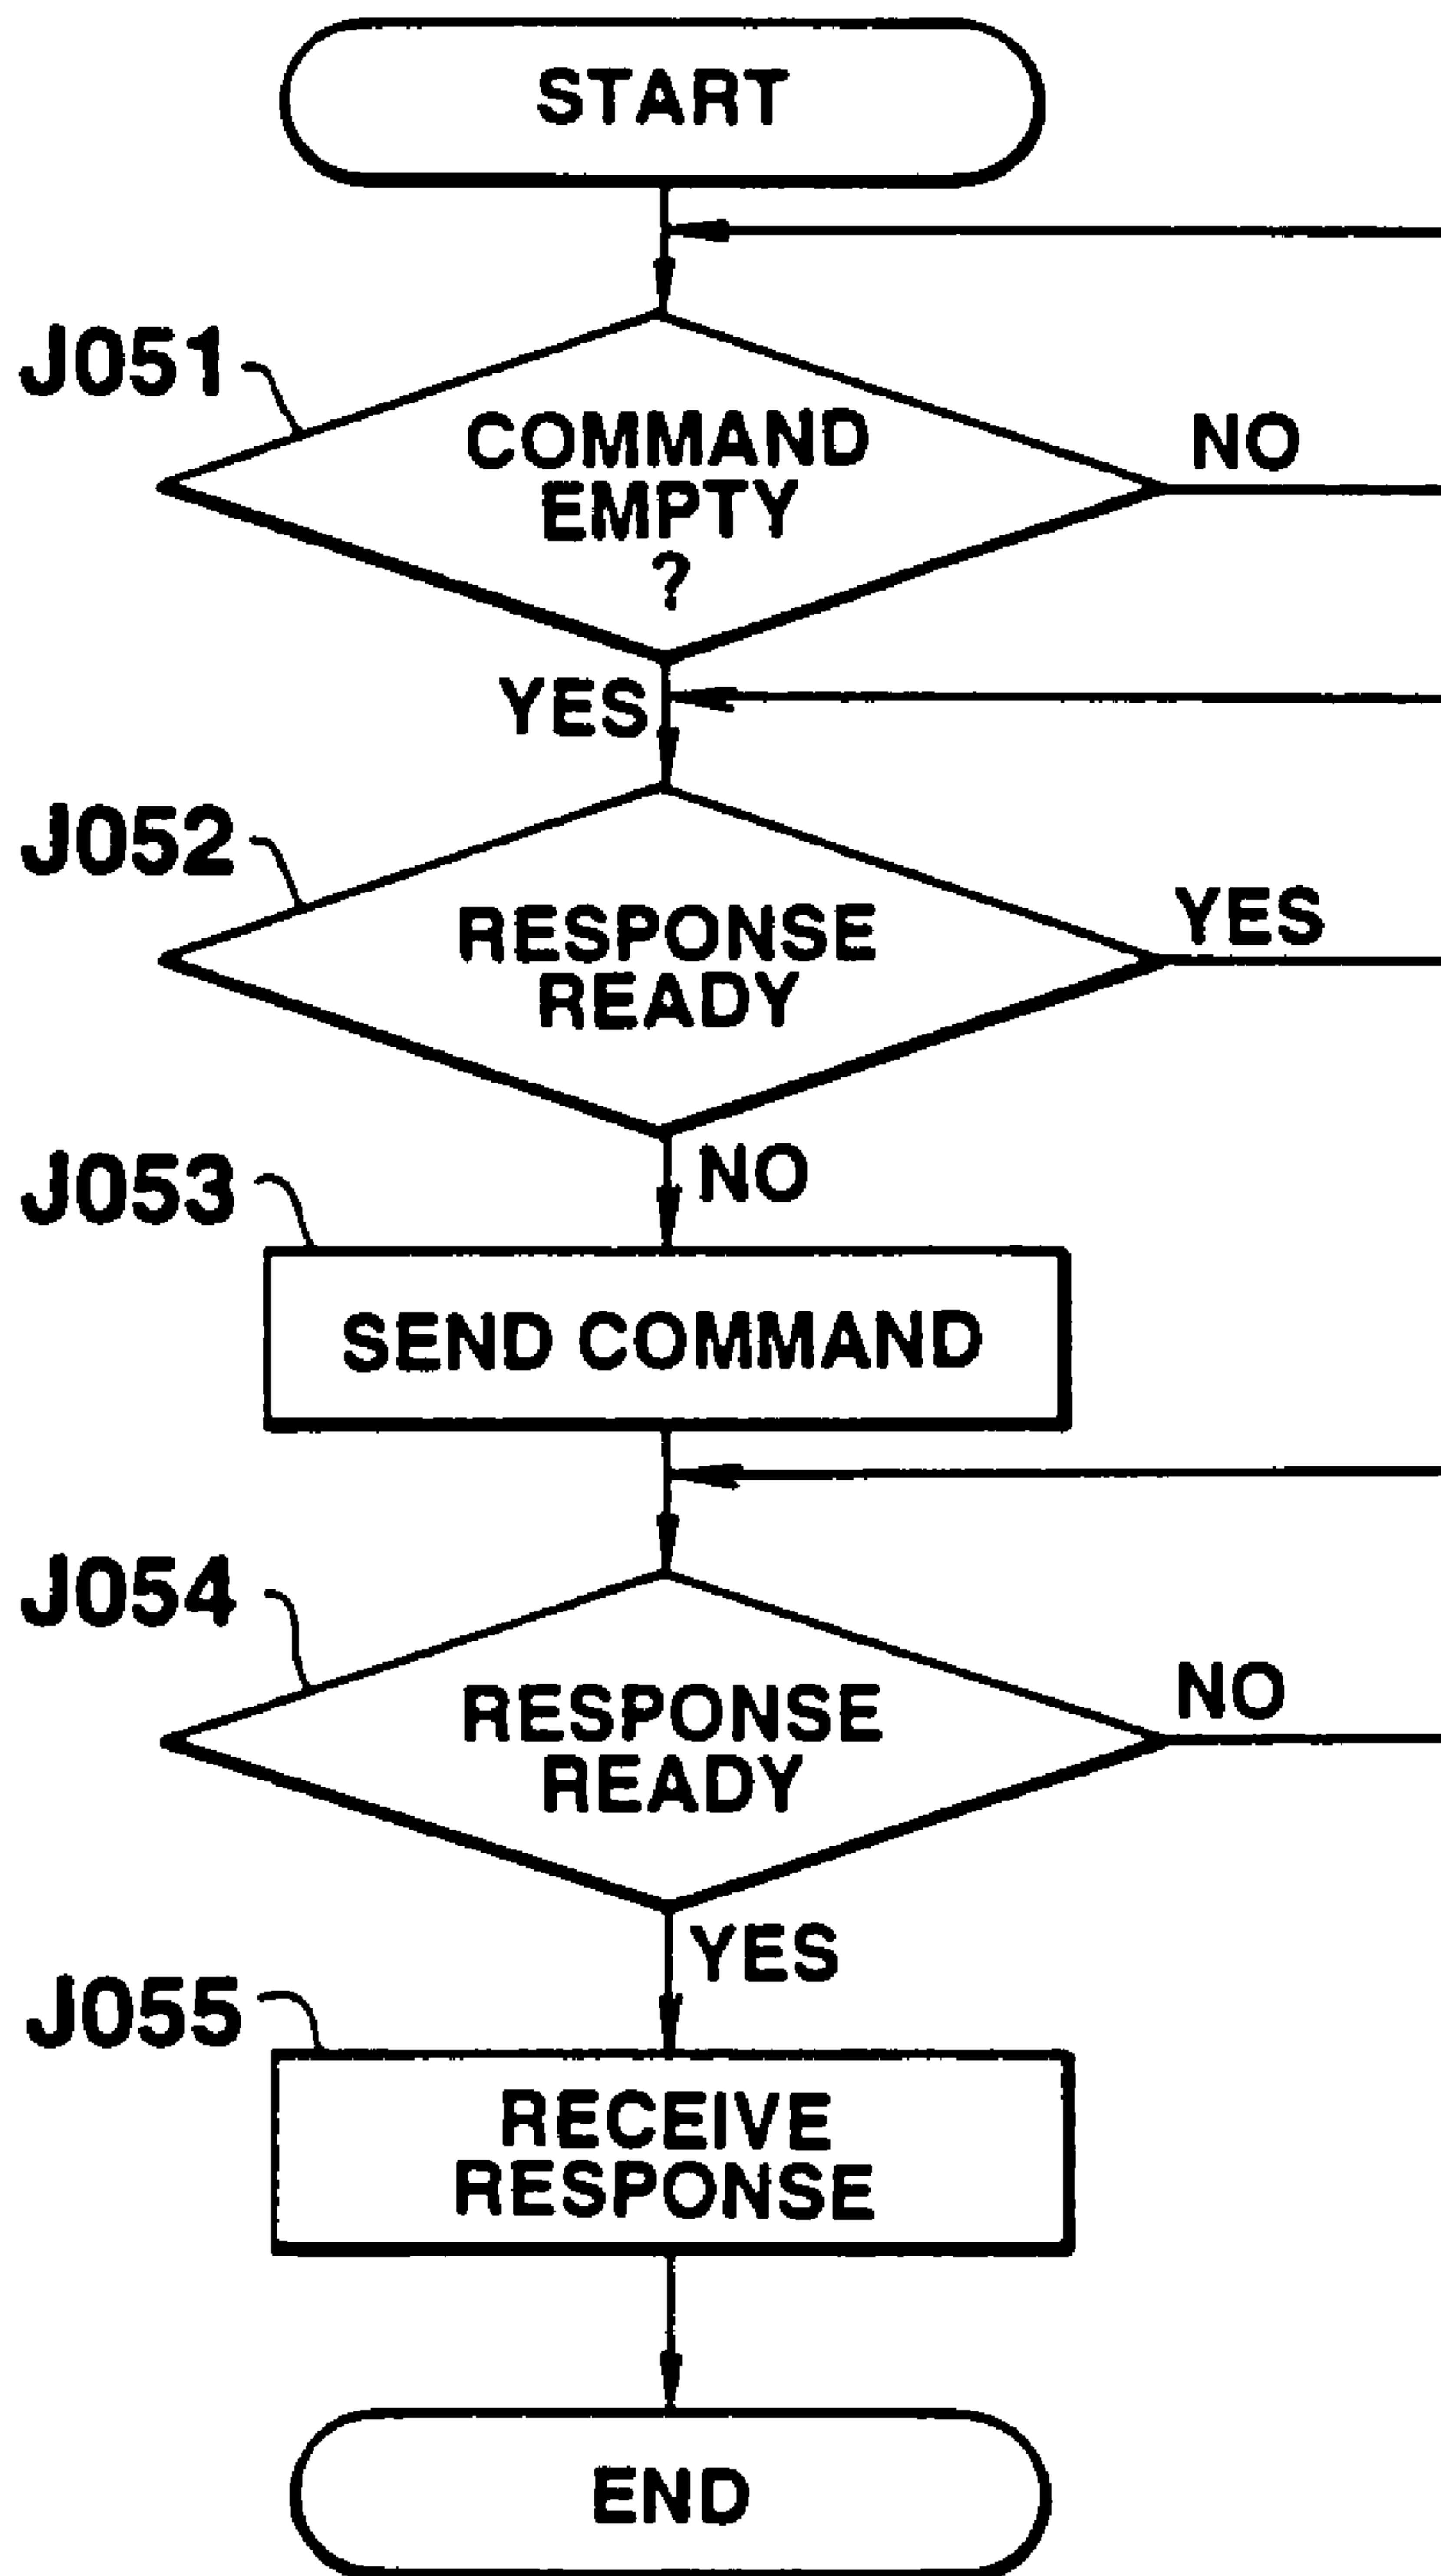 START
J051
COMMAND
EMPTY
?
NO
YES
J052
RESPONSE
READY
YES
NO
J053
SEND COMMAND
J054
RESPONSE
READY
NO
YES
J055
RECEIVE
RESPONSE
END